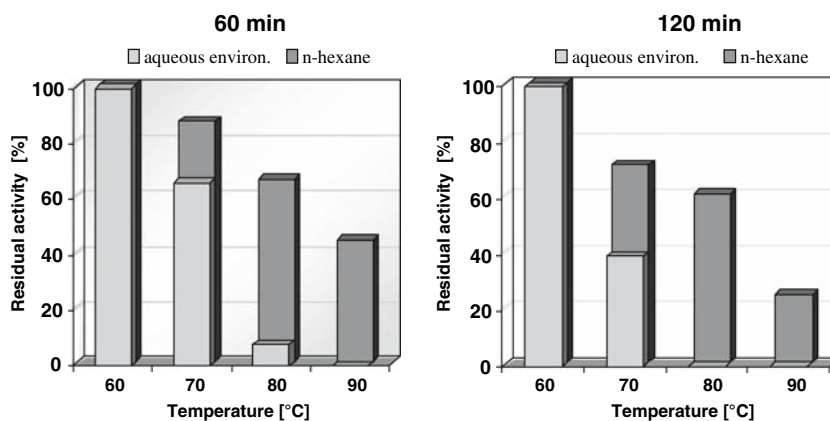 60 min
aqueous environ. n-hexane
Residual activity [%]
100
80
60
40
20
0
60 70 80 90
Temperature [°C]
120 min
aqueous environ. n-hexane
Residual activity [%]
100
80
60
40
20
0
60 70 80 90
Temperature [°C]